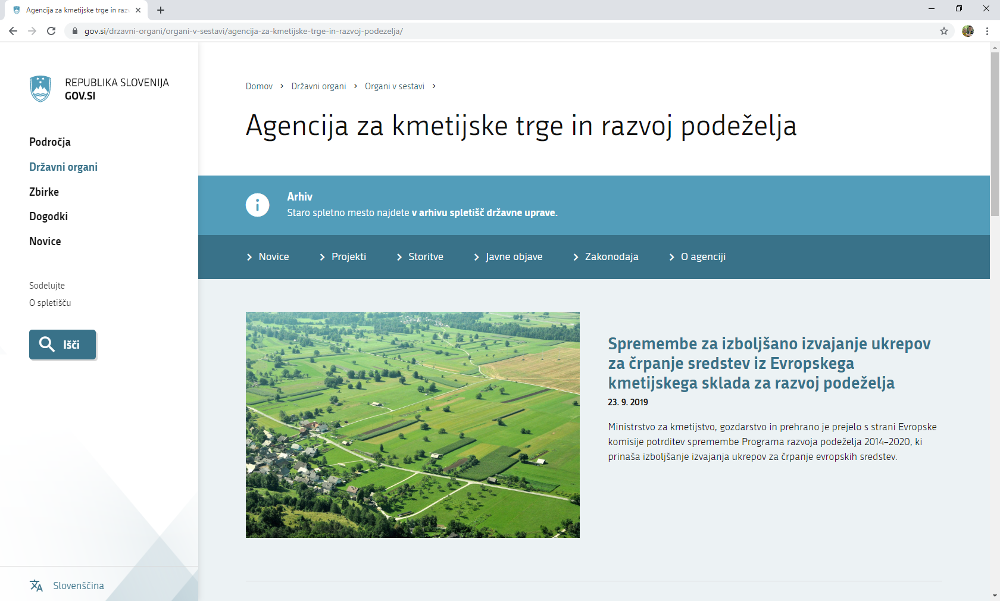 Agencija za kmetijske trge in razv
gov.si/drzavni-organi/organi-v-sestavi/agencija-za-kmetijske-trge-in-razvoj-podezelja/
REPUBLIKA SLOVENIJA
GOV.SI
Področja
Državni organi
Zbirke
Dogodki
Novice
Sodelujte
O spletišču
Išči
Slovenščina
Domov
Državni organi
Organi v sestavi
Agencija za kmetijske trge in razvoj podeželja
Arhiv
Staro spletno mesto najdete v arhivu spletišč državne uprave.
Novice
Projekti
Storitve
Javne objave
Zakonodaja
O agenciji
Spremembe za izboljšano izvajanje ukrepov
za črpanje sredstev iz Evropskega
kmetijskega sklada za razvoj podeželja
23. 9. 2019
Ministrstvo za kmetijstvo, gozdarstvo in prehrano je prejelo s strani Evropske
komisije potrditev spremembe Programa razvoja podeželja 2014–2020, ki
prinaša izboljšanje izvajanja ukrepov za črpanje evropskih sredstev.